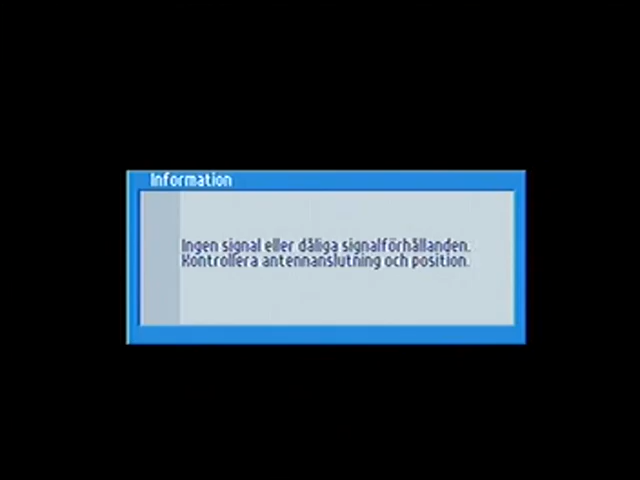 Information
Ingen signal eller dåliga signalförhållanden.
Kontrollera antennanslutning och position.